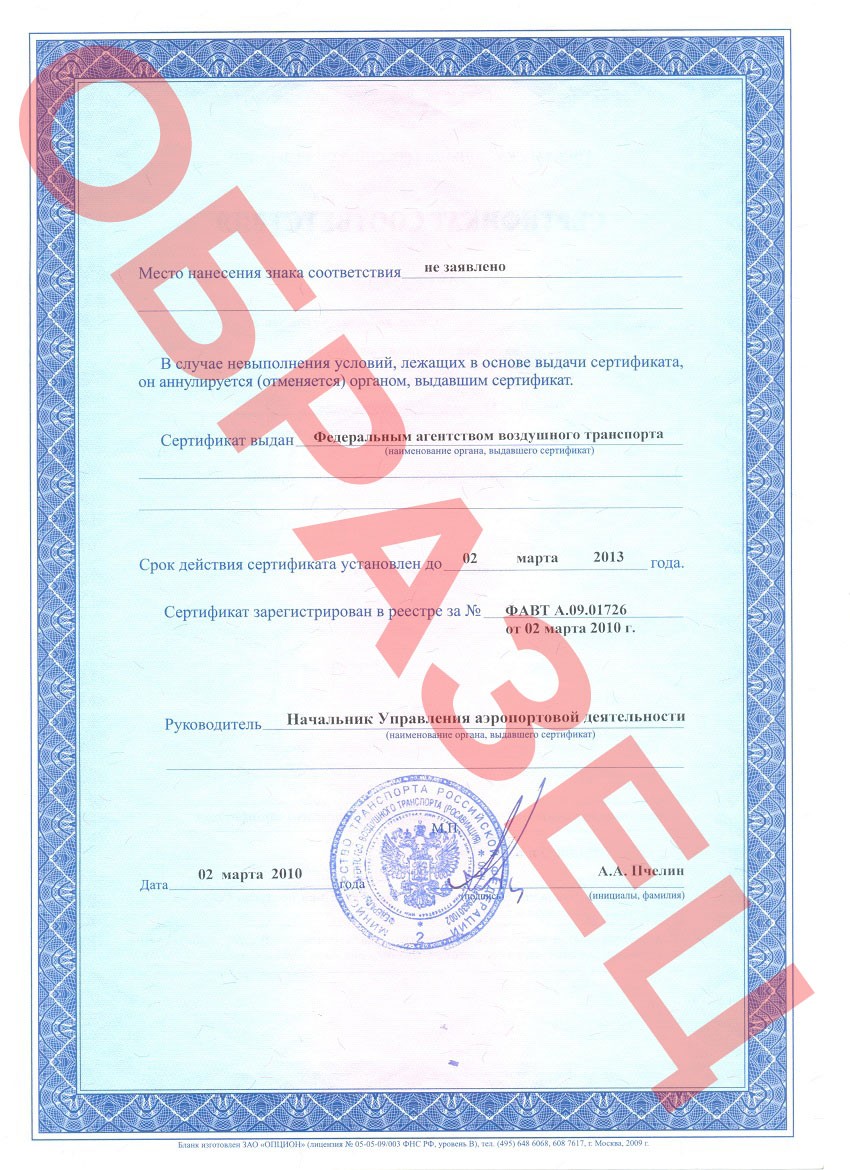 Место нанесения знака соответствия не заявлено
В случае невыполнения условий, лежащих в основе выдачи сертификата,
он аннулируется (отменяется) органом, выдавшим сертификат.
Сертификат выдан Федеральным агентством воздушного транспорта
(наименование органа, выдавшего сертификат)
Срок действия сертификата установлен до 02 марта 2013 года.
Сертификат зарегистрирован в реестре за № ФАВТ А.09.01726
от 02 марта 2010 г.
Руководитель Начальник Управления аэропортовой деятельности
(наименование органа, выдавшего сертификат)
М.П.
Дата 02 марта 2010 года
А.А. Пчелин
(подпись)
(инициалы, фамилия)
МИНИСТЕРСТВО ТРАНСПОРТА РОССИЙСКОЙ ФЕДЕРАЦИИ
ВОЗДУШНОГО ТРАНСПОРТА (РОСАВИАЦИЯ)
2
ОБРАЗЕЦ
Бланк изготовлен ЗАО «ОПЦИОН» (лицензия № 05-05-09/003 ФНС РФ, уровень В), тел. (495) 648 6068, 608 7617, г. Москва, 2009 г.